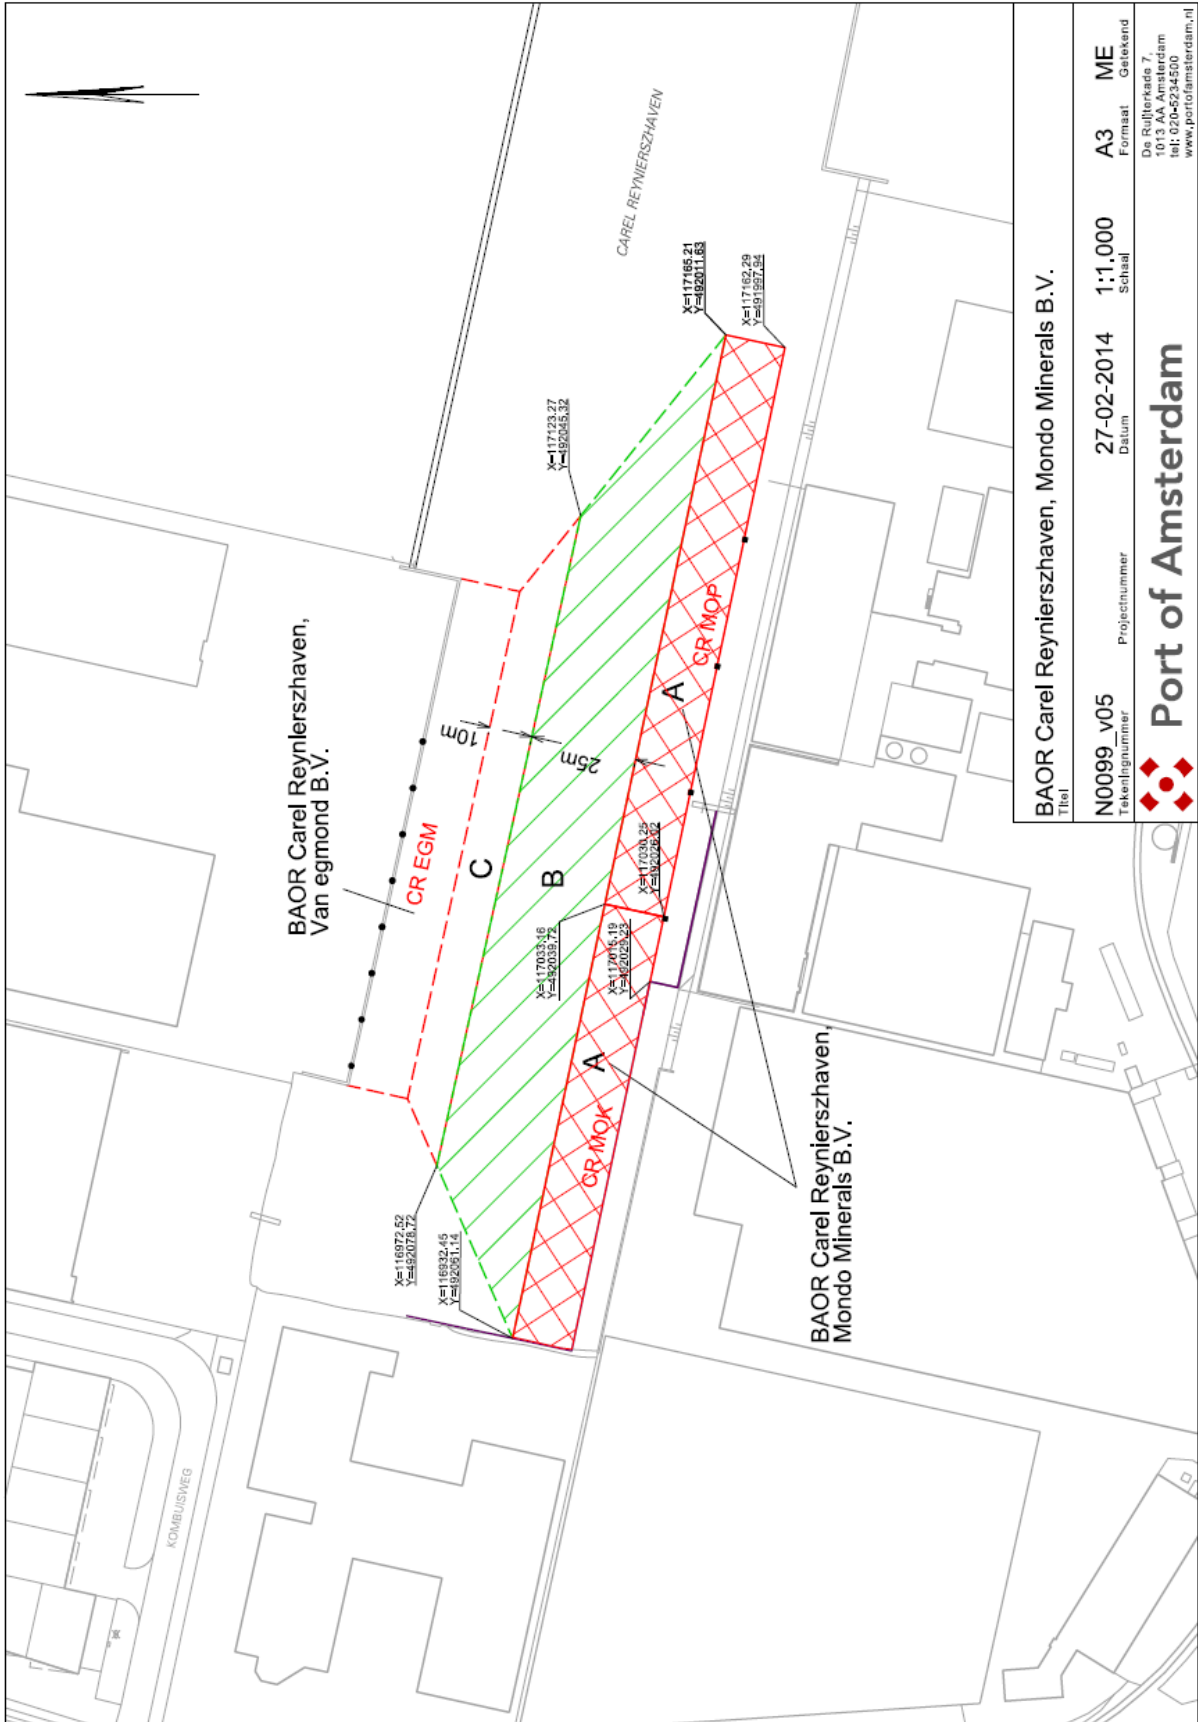 CAREL REYNIERSZHAVEN
KOMBUISWEG
BAOR Carel Reynierszhaven,
Van egmond B.V.
CR EGM
C
10m
B
25m
A
CR MOK
A
CR MOP
X=116972,52
Y=492078,72
X=116932,45
Y=492061,14
X=117033,16
Y=492039,72
X=117015,19
Y=492029,23
X=117030,25
Y=492026,02
X=117123,27
Y=492045,32
X=117165,21
Y=492011,63
X=117162,29
Y=491997,94
BAOR Carel Reynierszhaven,
Mondo Minerals B.V.
BAOR Carel Reynierszhaven, Mondo Minerals B.V.
Titel
N0099_v05 27-02-2014 1:1.000 A3 ME
Tekeningnummer Projectnummer Datum Schaal Formaat Getekend
Port of Amsterdam
De Ruijterkade 7,
1013 AA Amsterdam
tel: 020-5234500
www.portofamsterdam.nl